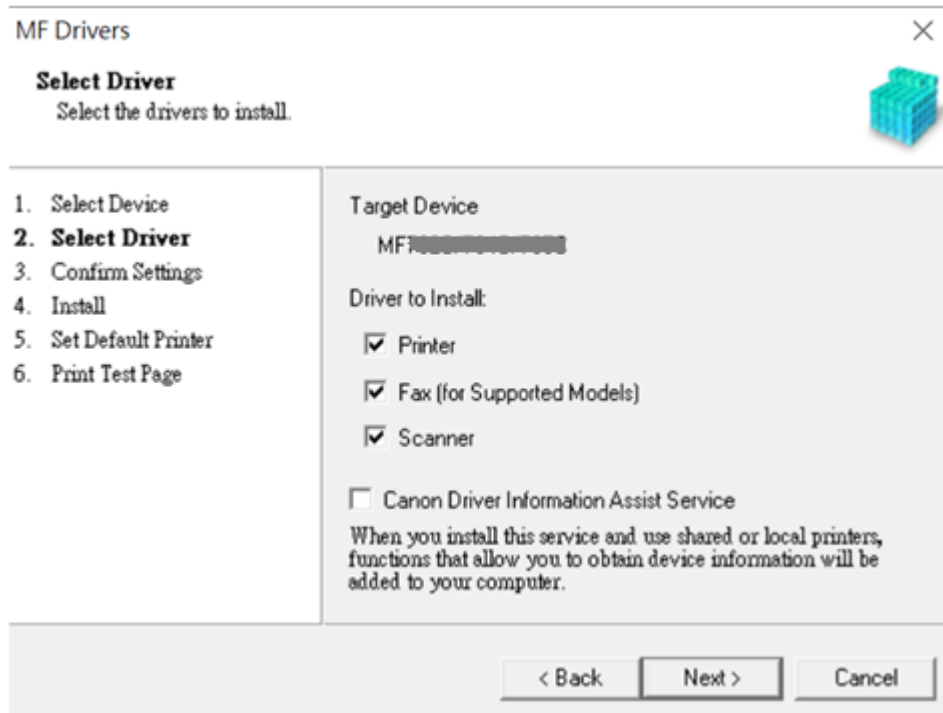 MF Drivers
Select Driver
Select the drivers to install.
1. Select Device
2. Select Driver
3. Confirm Settings
4. Install
5. Set Default Printer
6. Print Test Page
Target Device
Driver to Install:
Printer
Fax (for Supported Models)
Scanner
Canon Driver Information Assist Service
When you install this service and use shared or local printers,
functions that allow you to obtain device information will be
added to your computer.
< Back
Next >
Cancel